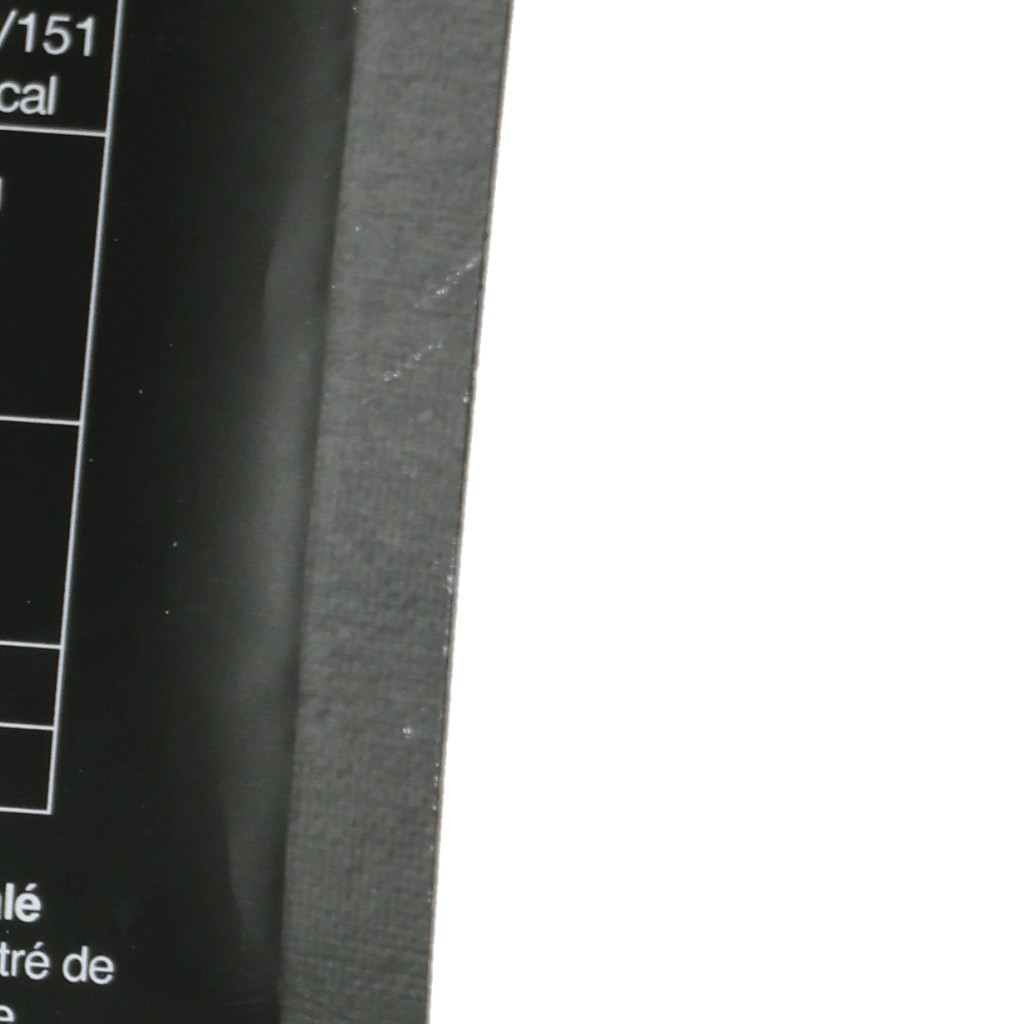 /151
cal
lé
tré de
e